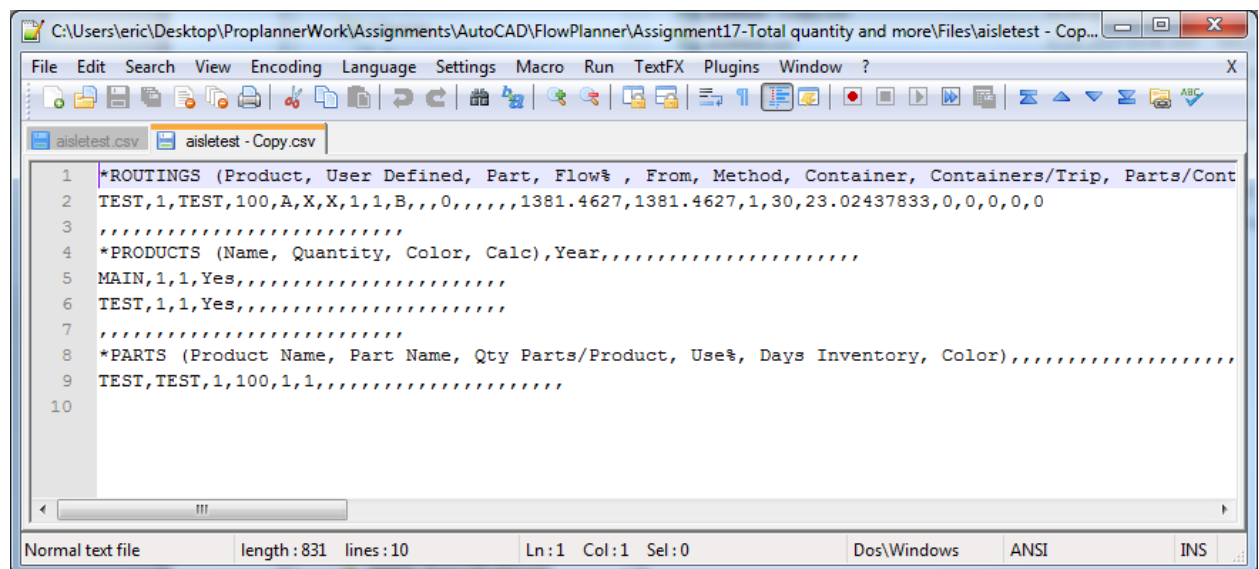 C:\Users\eric\Desktop\ProplannerWork\Assignments\AutoCAD\FlowPlanner\Assignment17-Total quantity and more\Files\aisletest - Cop...
File Edit Search View Encoding Language Settings Macro Run TextFX Plugins Window ? X
aisletest.csv aisletest - Copy.csv
1 *ROUTINGS (Product, User Defined, Part, Flow% , From, Method, Container, Containers/Trip, Parts/Cont
2 TEST,1,TEST,100,A,X,X,1,1,B,,,0,,,,,,1381.4627,1381.4627,1,30,23.02437833,0,0,0,0,0
3 ,,,,,,,,,,,,,,,,,,,,,,,,,,,
4 *PRODUCTS (Name, Quantity, Color, Calc),Year,,,,,,,,,,,,,,,,,,,,,,,
5 MAIN,1,1,Yes,,,,,,,,,,,,,,,,,,,,,,,,
6 TEST,1,1,Yes,,,,,,,,,,,,,,,,,,,,,,,,
7 ,,,,,,,,,,,,,,,,,,,,,,,,,,,
8 *PARTS (Product Name, Part Name, Qty Parts/Product, Use%, Days Inventory, Color),,,,,,,,,,,,,,,,,,,,
9 TEST,TEST,1,100,1,1,,,,,,,,,,,,,,,,,,,,,,
10
Normal text file length : 831 lines : 10 Ln : 1 Col : 1 Sel : 0 Dos\Windows ANSI INS